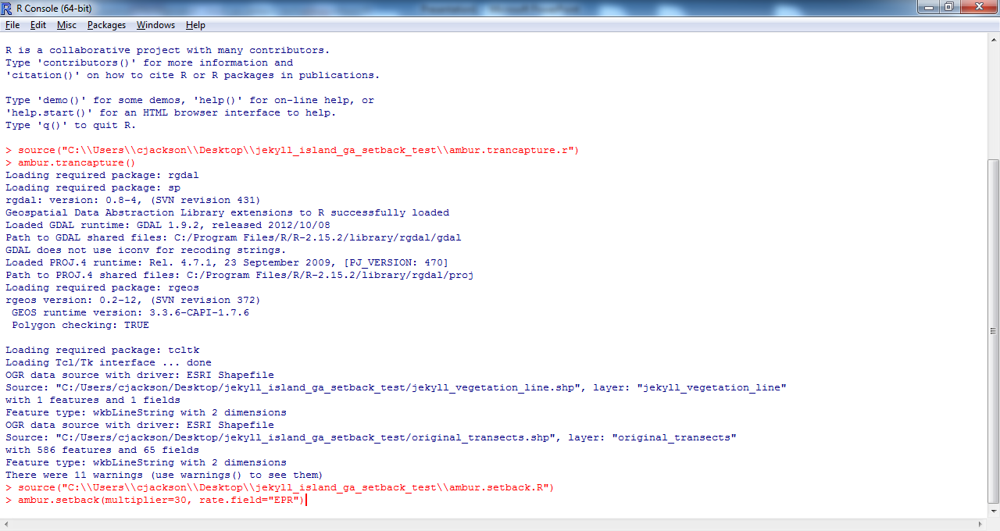 R Console (64-bit)
File Edit Misc Packages Windows Help
R is a collaborative project with many contributors.
Type 'contributors()' for more information and
'citation()' on how to cite R or R packages in publications.
Type 'demo()' for some demos, 'help()' for on-line help, or
'help.start()' for an HTML browser interface to help.
Type 'q()' to quit R.
> source("C:\\Users\\cjackson\\Desktop\\jekyll_island_ga_setback_test\\ambur.trancapture.r")
> ambur.trancapture()
Loading required package: rgdal
Loading required package: sp
rgdal: version: 0.8-4, (SVN revision 431)
Geospatial Data Abstraction Library extensions to R successfully loaded
Loaded GDAL runtime: GDAL 1.9.2, released 2012/10/08
Path to GDAL shared files: C:/Program Files/R/R-2.15.2/library/rgdal/gdal
GDAL does not use iconv for recoding strings.
Loaded PROJ.4 runtime: Rel. 4.7.1, 23 September 2009, [PJ_VERSION: 470]
Path to PROJ.4 shared files: C:/Program Files/R/R-2.15.2/library/rgdal/proj
Loading required package: rgeos
rgeos version: 0.2-12, (SVN revision 372)
GEOS runtime version: 3.3.6-CAPI-1.7.6
Polygon checking: TRUE
Loading required package: tcltk
Loading Tcl/Tk interface ... done
OGR data source with driver: ESRI Shapefile
Source: "C:/Users/cjackson/Desktop/jekyll_island_ga_setback_test/jekyll_vegetation_line.shp", layer: "jekyll_vegetation_line"
with 1 features and 1 fields
Feature type: wkbLineString with 2 dimensions
OGR data source with driver: ESRI Shapefile
Source: "C:/Users/cjackson/Desktop/jekyll_island_ga_setback_test/original_transects.shp", layer: "original_transects"
with 586 features and 65 fields
Feature type: wkbLineString with 2 dimensions
There were 11 warnings (use warnings() to see them)
> source("C:\\Users\\cjackson\\Desktop\\jekyll_island_ga_setback_test\\ambur.setback.R")
> ambur.setback(multiplier=30, rate.field="EPR")